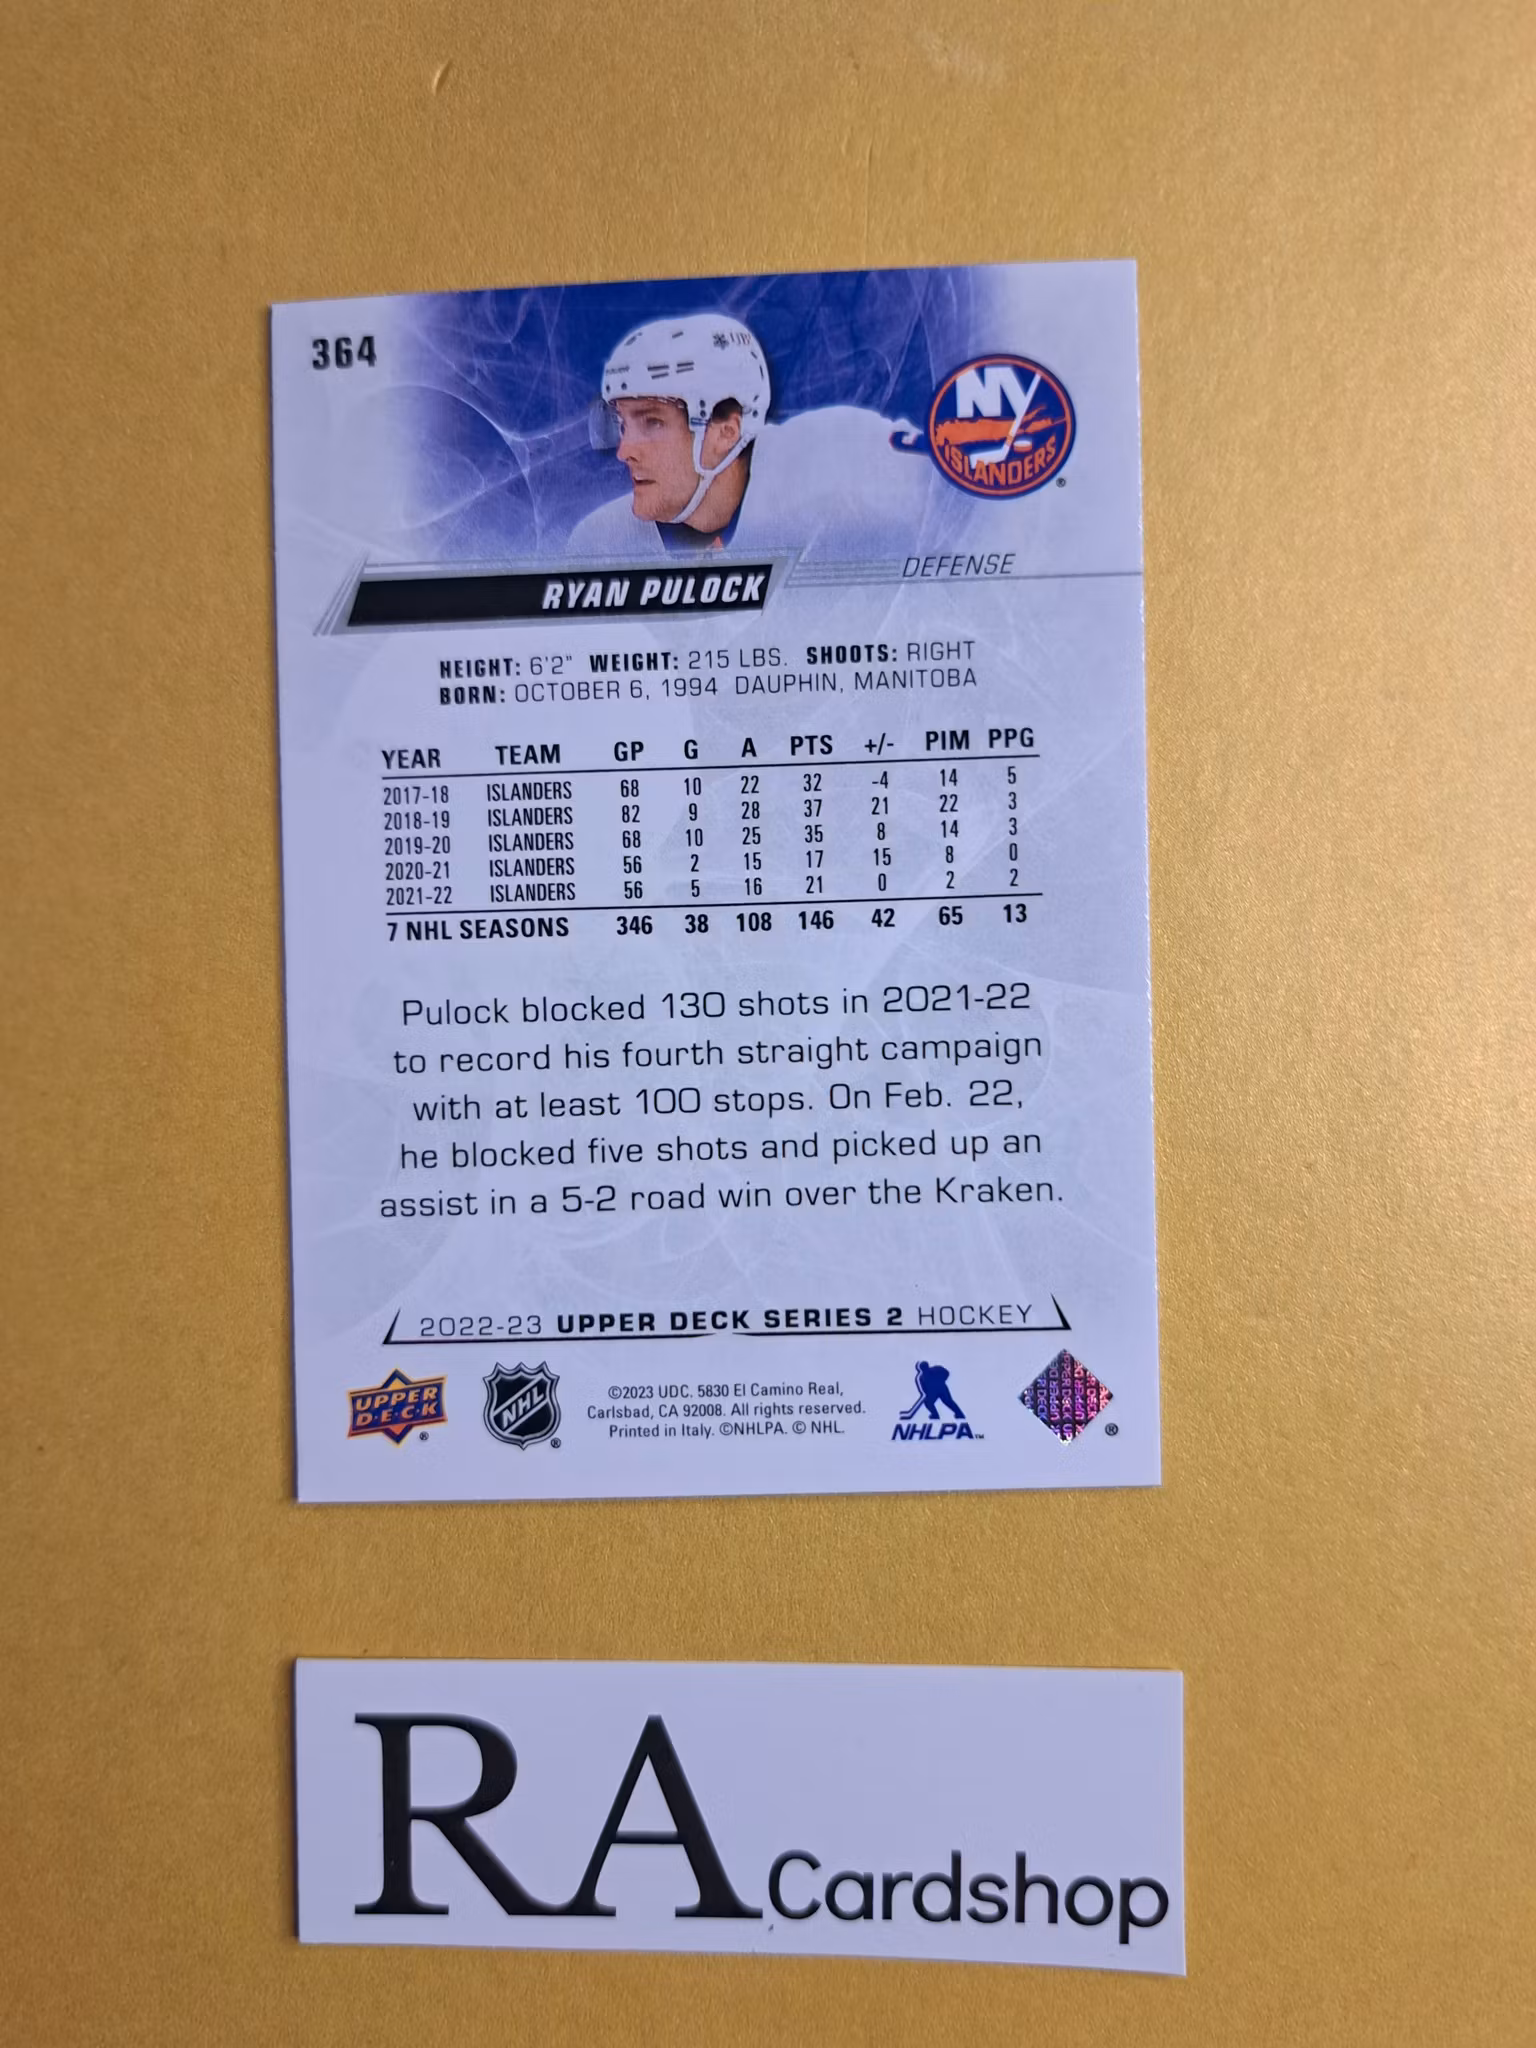 364
NY
ISLANDERS
®
DEFENSE
RYAN PULOCK
HEIGHT: 6'2" WEIGHT: 215 LBS. SHOOTS: RIGHT
BORN: OCTOBER 6, 1994 DAUPHIN, MANITOBA
YEAR TEAM GP G A PTS +/- PIM PPG
2017-18 ISLANDERS 68 10 22 32 -4 14 5
2018-19 ISLANDERS 82 9 28 37 21 22 3
2019-20 ISLANDERS 68 10 25 35 8 14 3
2020-21 ISLANDERS 56 2 15 17 15 8 0
2021-22 ISLANDERS 56 5 16 21 0 2 2
7 NHL SEASONS 346 38 108 146 42 65 13
Pulock blocked 130 shots in 2021-22
to record his fourth straight campaign
with at least 100 stops. On Feb. 22,
he blocked five shots and picked up an
assist in a 5-2 road win over the Kraken.
2022-23 UPPER DECK SERIES 2 HOCKEY
UPPER
D·E·C·K
®
NHL
®
©2023 UDC. 5830 El Camino Real,
Carlsbad, CA 92008. All rights reserved.
Printed in Italy. ©NHLPA. © NHL.
NHLPA™
®
RA Cardshop